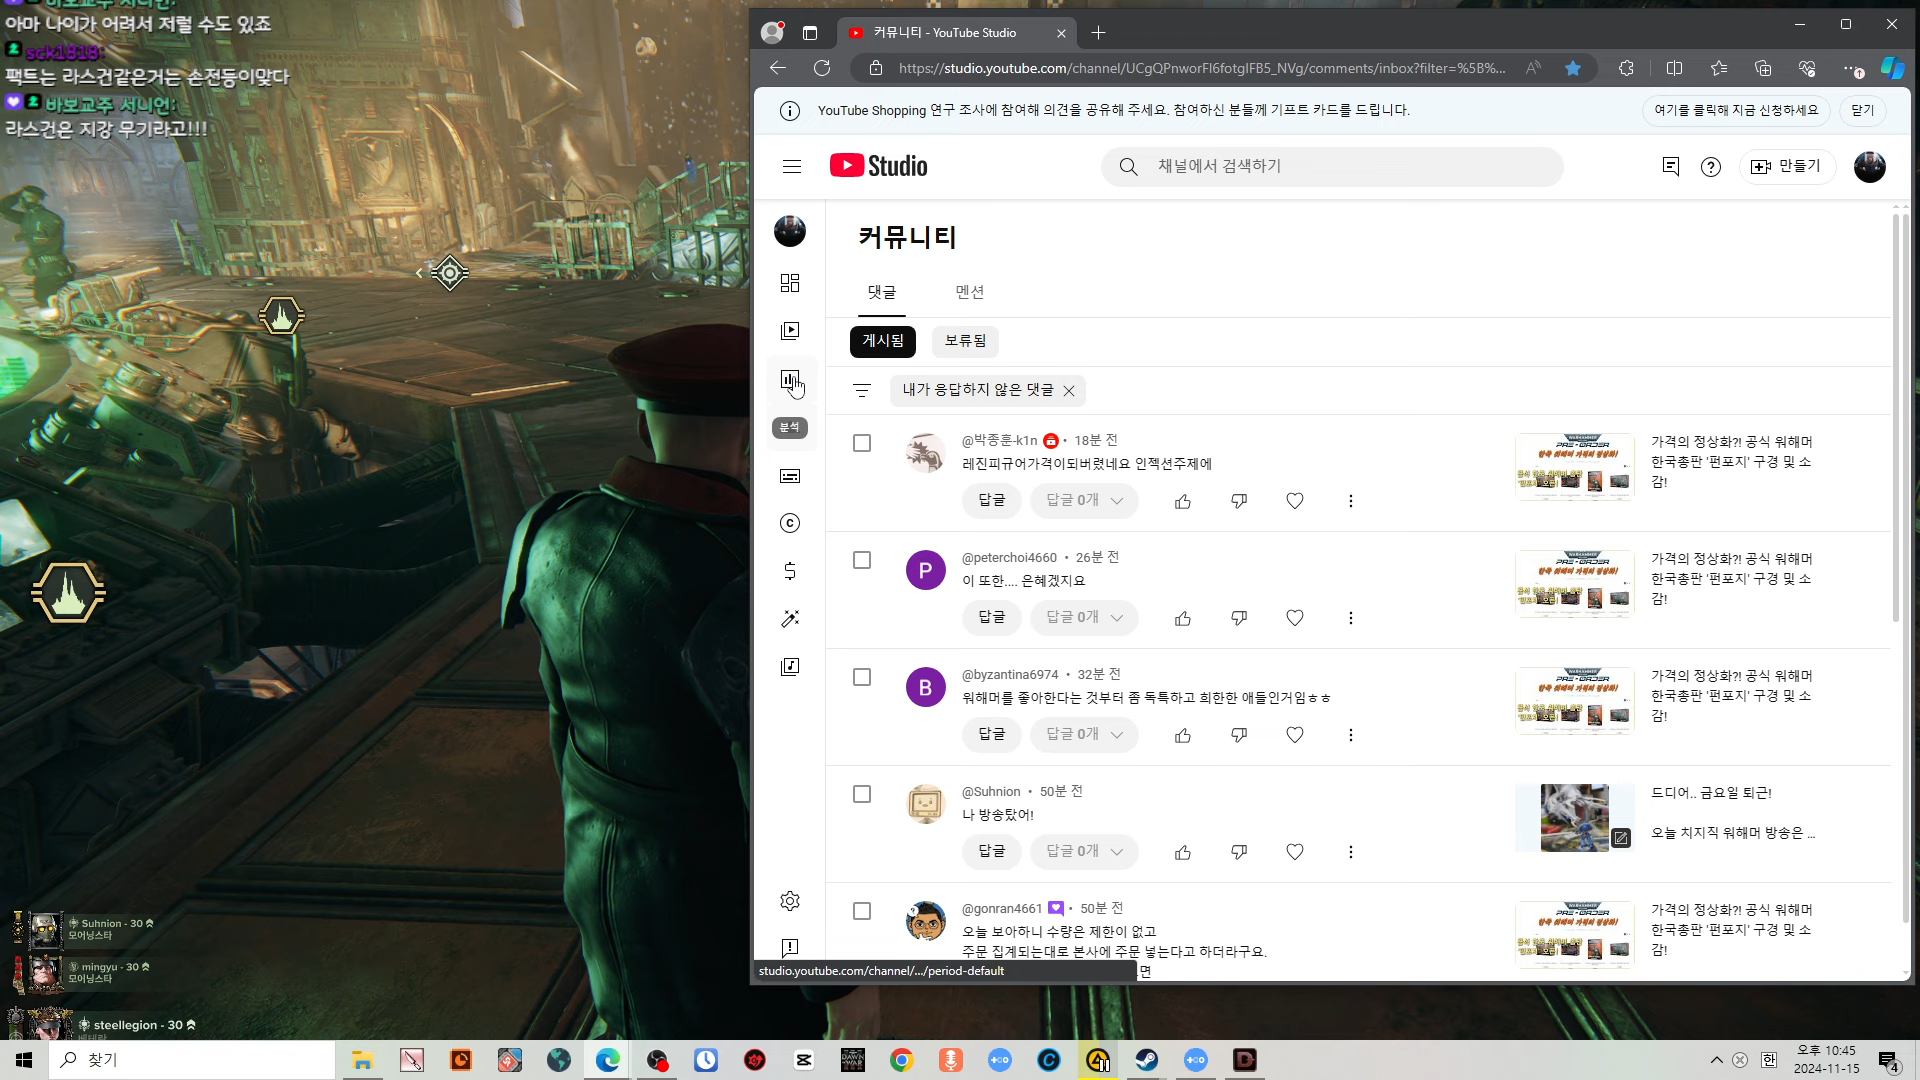 바보교주 서니언:
아마 나이가 어려서 저럴 수도 있죠
sck1818:
팩트는 라스건같은거는 손전등이맞다
바보교주 서니언:
라스건은 지강 무기라고!!!
Suhnion - 30
모어닝스타
mingyu - 30
모어닝스타
steellegion - 30
베테랑
커뮤니티 - YouTube Studio
https://studio.youtube.com/channel/UCgQPnworFI6fotgIFB5_NVg/comments/inbox?filter=%5B%...
YouTube Shopping 연구 조사에 참여해 의견을 공유해 주세요. 참여하신 분들께 기프트 카드를 드립니다.
여기를 클릭해 지금 신청하세요
닫기
Studio
채널에서 검색하기
만들기
커뮤니티
댓글
멘션
게시됨
보류됨
분석
내가 응답하지 않은 댓글
@박종훈-k1n • 18분 전
레진피규어가격이되버렸네요 인젝션주제에
답글
답글 0개
가격의 정상화?! 공식 워해머
한국총판 '펀포지' 구경 및 소
감!
P
@peterchoi4660 • 26분 전
이 또한.... 은혜겠지요
답글
답글 0개
가격의 정상화?! 공식 워해머
한국총판 '펀포지' 구경 및 소
감!
B
@byzantina6974 • 32분 전
워해머를 좋아한다는 것부터 좀 독특하고 희한한 애들인거임ㅎㅎ
답글
답글 0개
가격의 정상화?! 공식 워해머
한국총판 '펀포지' 구경 및 소
감!
@Suhnion • 50분 전
나 방송탔어!
답글
답글 0개
드디어.. 금요일 퇴근!
오늘 치지직 워해머 방송은 ...
@gonran4661 • 50분 전
오늘 보아하니 수량은 제한이 없고
주문 집계되는대로 본사에 주문 넣는다고 하더라구요.
면
가격의 정상화?! 공식 워해머
한국총판 '펀포지' 구경 및 소
감!
studio.youtube.com/channel/.../period-default
찾기
DAWN
WAR
한
오후 10:45
2024-11-15
4